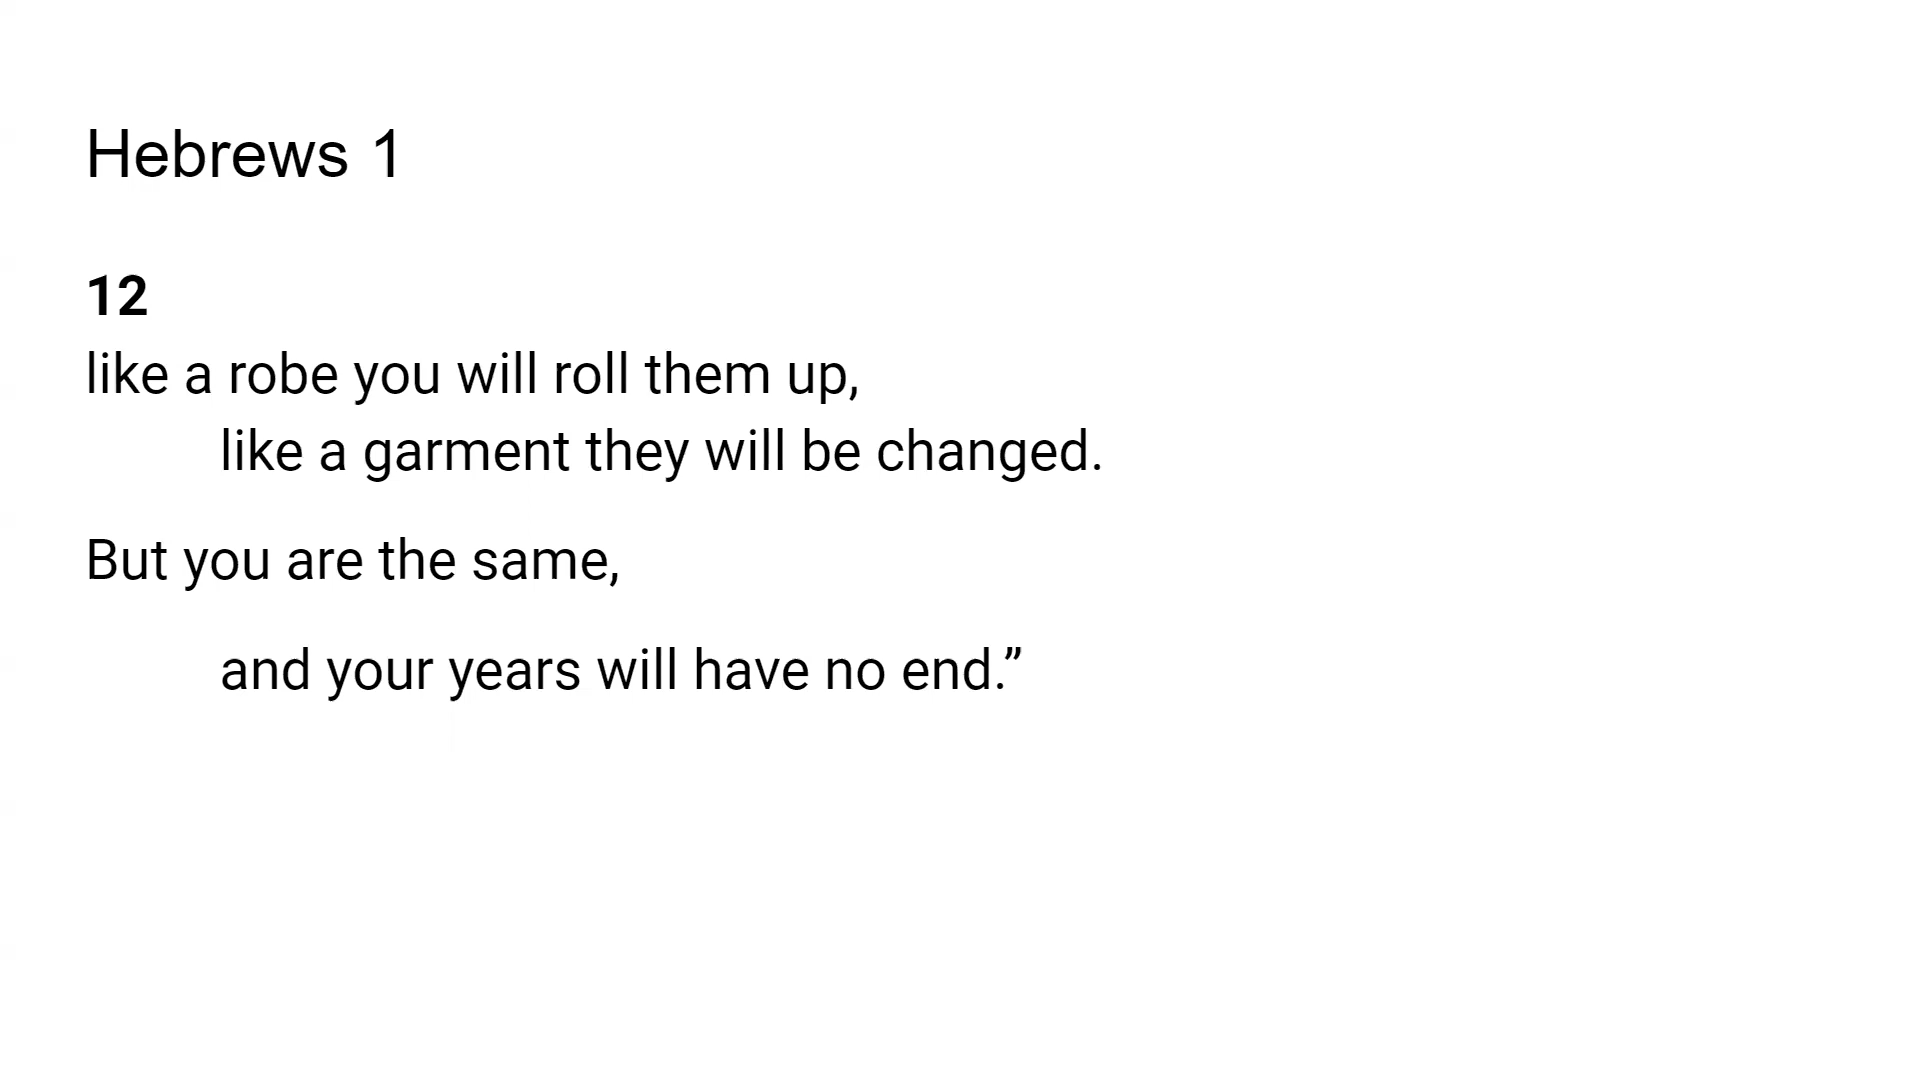 Hebrews 1
12
like a robe you will roll them up,
like a garment they will be changed.
But you are the same,
and your years will have no end.”